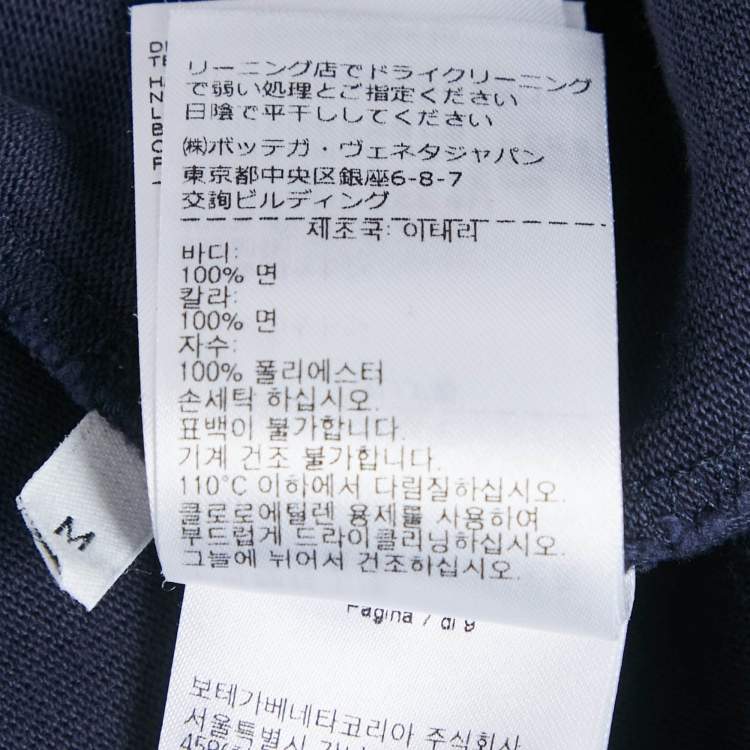 リーニング店でドライクリーニング
で弱い処理とご指定ください
日陰で平干ししてください
㈱ボッテガ・ヴェネタジャパン
東京都中央区銀座6-8-7
交詢ビルディング
제조국: 이태리
바디:
100% 면
칼라:
100% 면
자수:
100% 폴리에스터
손세탁 하십시오.
표백이 불가합니다.
기계 건조 불가합니다.
110°C 이하에서 다림질하십시오.
클로로에틸렌 용제를 사용하여
부드럽게 드라이클리닝하십시오.
그늘에 뉘어서 건조하십시오.
Pagina 7 di 9
보테가베네타코리아 주식회사
서울특별시
M